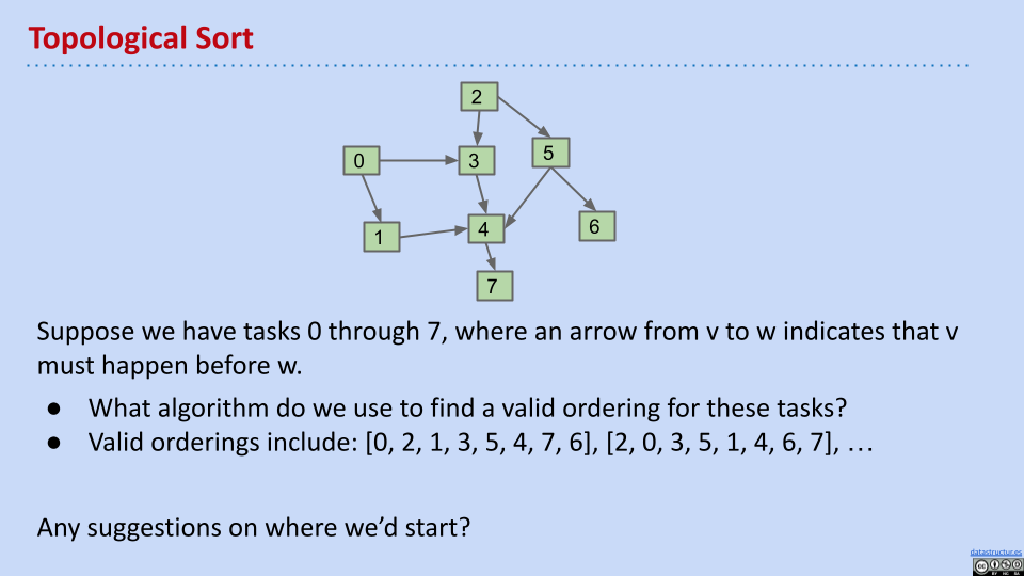 Topological Sort
2
0
3
5
1
4
6
7
Suppose we have tasks 0 through 7, where an arrow from v to w indicates that v
must happen before w.
● What algorithm do we use to find a valid ordering for these tasks?
● Valid orderings include: [0, 2, 1, 3, 5, 4, 7, 6], [2, 0, 3, 5, 1, 4, 6, 7], …
Any suggestions on where we’d start?
datastructur.es